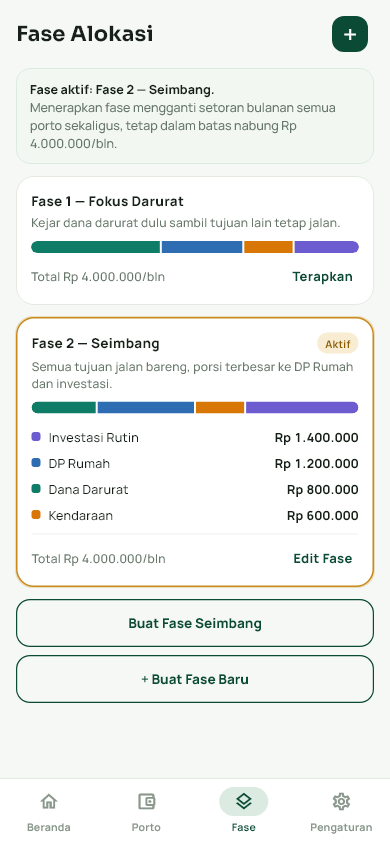 Fase Alokasi
+
Fase aktif: Fase 2 — Seimbang.
Menerapkan fase mengganti setoran bulanan semua
porto sekaligus, tetap dalam batas nabung Rp
4.000.000/bln.
Fase 1 — Fokus Darurat
Kejar dana darurat dulu sambil tujuan lain tetap jalan.
Total Rp 4.000.000/bln
Terapkan
Fase 2 — Seimbang
Aktif
Semua tujuan jalan bareng, porsi terbesar ke DP Rumah
dan investasi.
Investasi Rutin Rp 1.400.000
DP Rumah Rp 1.200.000
Dana Darurat Rp 800.000
Kendaraan Rp 600.000
Total Rp 4.000.000/bln
Edit Fase
Buat Fase Seimbang
+ Buat Fase Baru
Beranda
Porto
Fase
Pengaturan